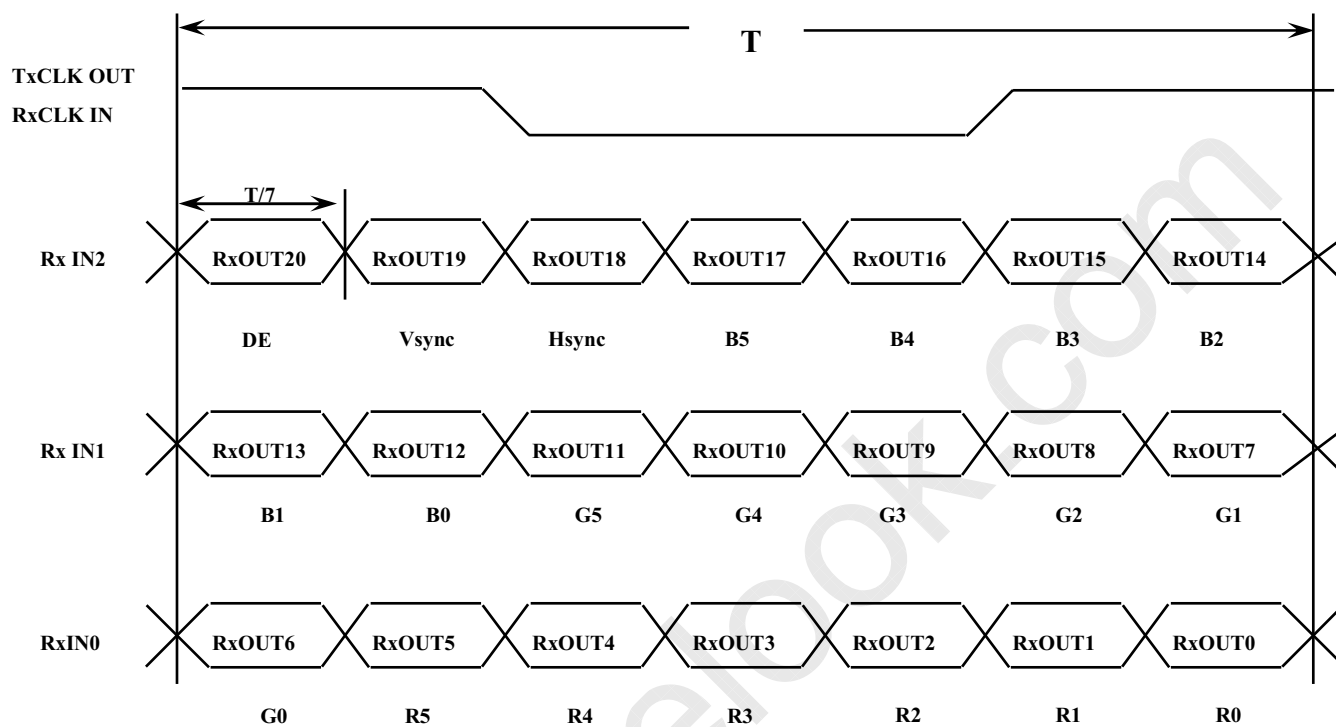 T
TxCLK OUT
RxCLK IN
T/7
Rx IN2 RxOUT20 RxOUT19 RxOUT18 RxOUT17 RxOUT16 RxOUT15 RxOUT14
DE Vsync Hsync B5 B4 B3 B2
Rx IN1 RxOUT13 RxOUT12 RxOUT11 RxOUT10 RxOUT9 RxOUT8 RxOUT7
B1 B0 G5 G4 G3 G2 G1
RxIN0 RxOUT6 RxOUT5 RxOUT4 RxOUT3 RxOUT2 RxOUT1 RxOUT0
G0 R5 R4 R3 R2 R1 R0
elook.com